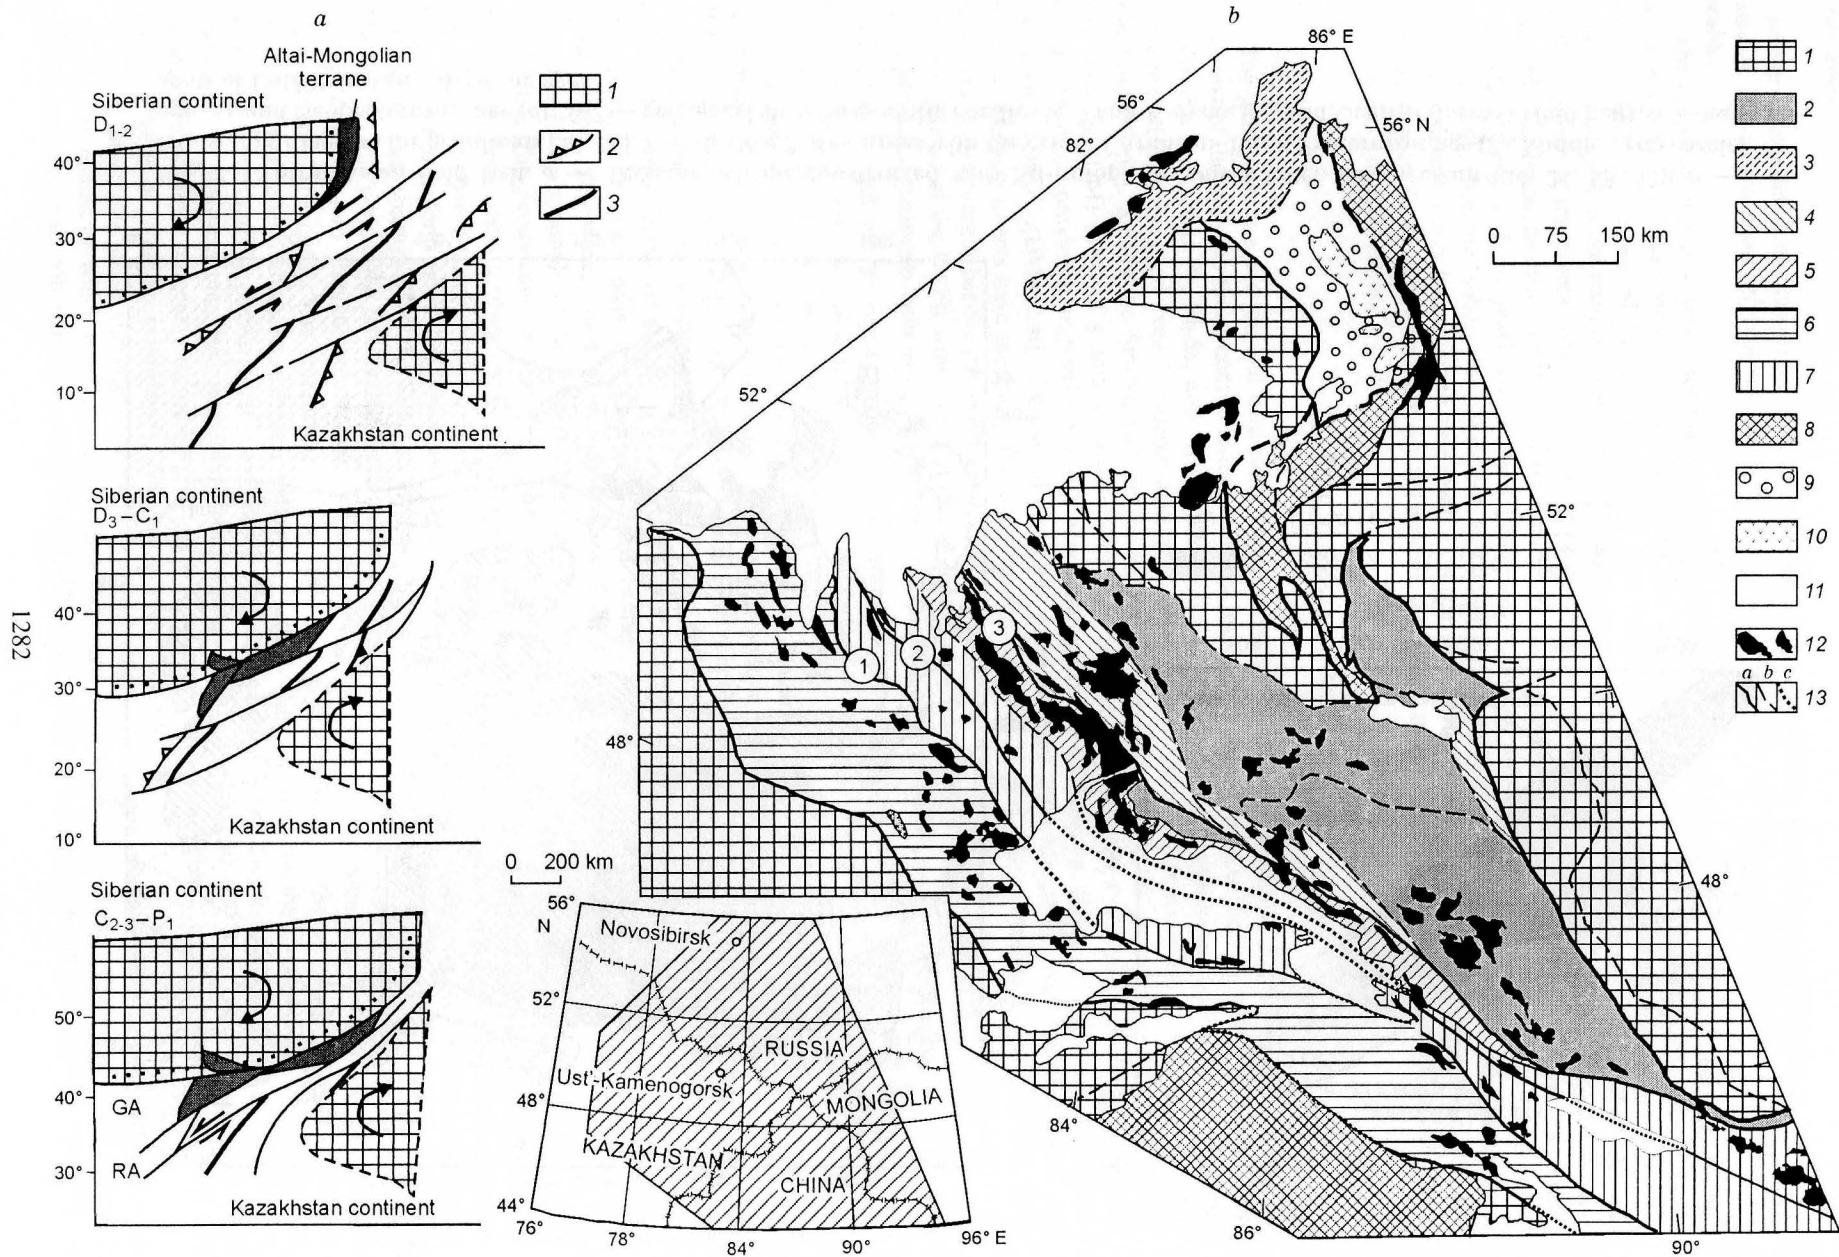 a
Altai-Mongolian
terrane
Siberian continent
D1-2
40°
30°
20°
10°
Kazakhstan continent
1
2
3
Siberian continent
D3–C1
40°
30°
20°
10°
Kazakhstan continent
Siberian continent
C2-3–P1
50°
40°
30°
GA
RA
Kazakhstan continent
1282
b
86° E
56°
56° N
82°
0 75 150 km
52°
52°
48°
48°
84°
86°
90°
1
2
3
1
2
3
4
5
6
7
8
9
10
11
12
a b c
13
0 200 km
56°
N
52°
48°
44°
76°
78°
84°
90°
96° E
Novosibirsk
RUSSIA
Ust'-Kamenogorsk
MONGOLIA
KAZAKHSTAN
CHINA